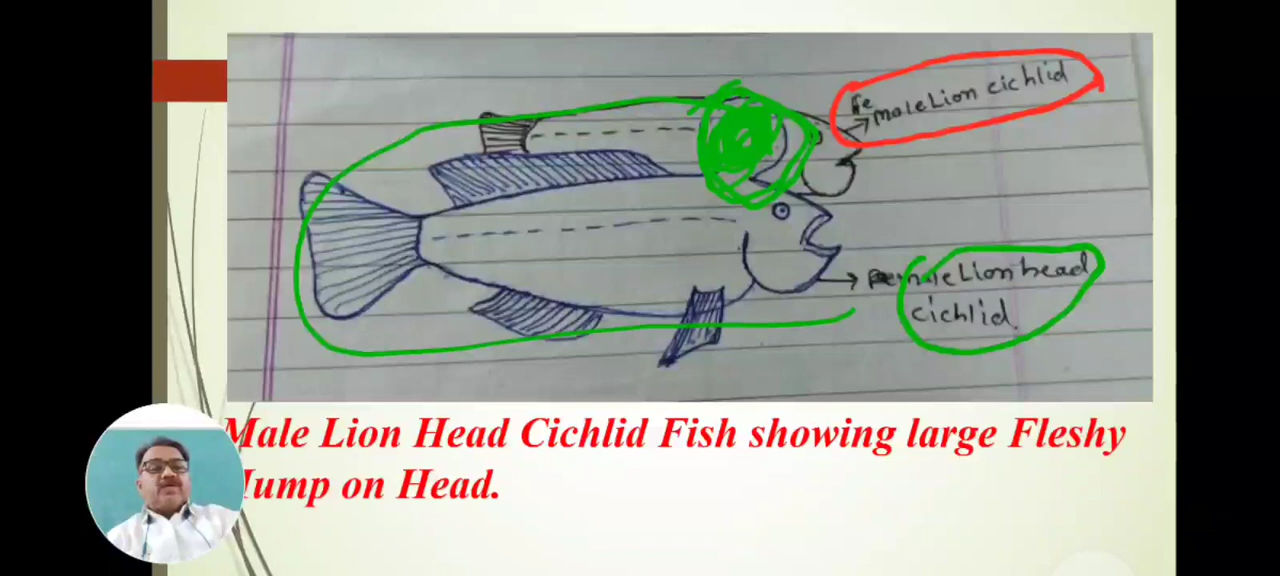 Fe
male Lion cichlid
male Lion head
cichlid
Male Lion Head Cichlid Fish showing large Fleshy
Hump on Head.